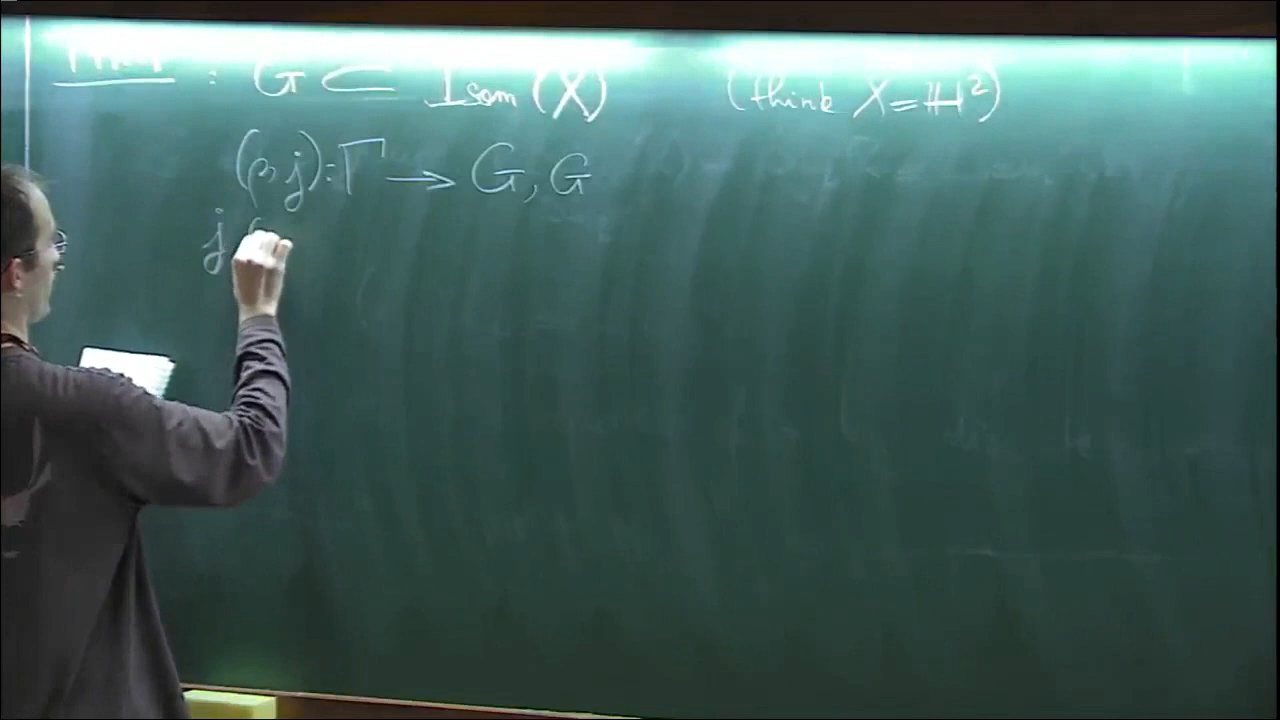 : G ⊂ Isom (X) (think X = ℍ²)
(ρ, j) : Γ → G, G
j (